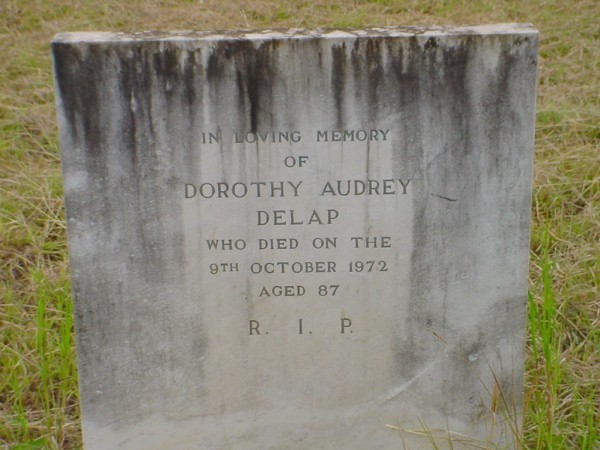 IN LOVING MEMORY
OF
DOROTHY AUDREY
DELAP
WHO DIED ON THE
9TH OCTOBER 1972
AGED 87
R. I. P.